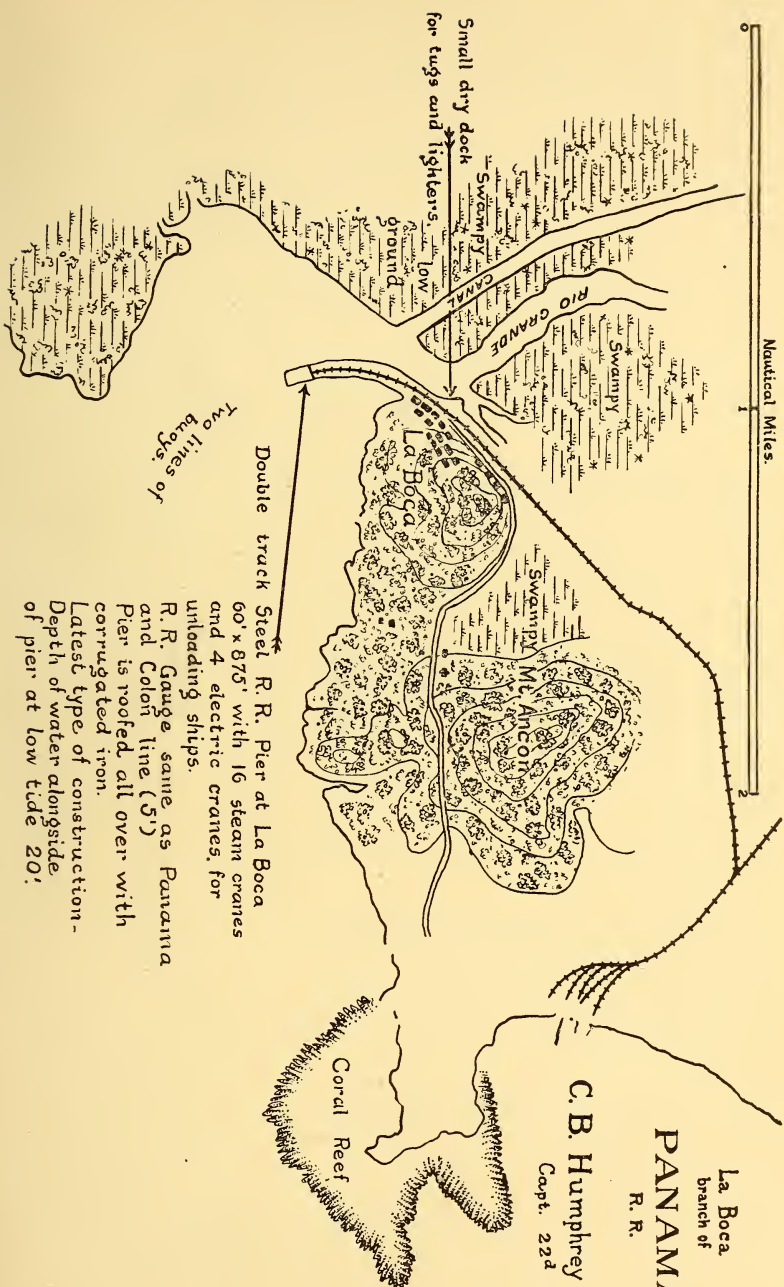 0
1
2
Nautical Miles.
La Boca
branch of
PANAMA
R. R.
C. B. Humphrey
Capt. 22d
Small dry dock
for tugs and lighters
Swampy
low
ground
CANAL
RIO GRANDE
Swampy
La Boca
Swampy
Mt Ancon
Two lines of
buoys.
Double track Steel R. R. Pier at La Boca
60' x 875' with 16 steam cranes
and 4 electric cranes, for
unloading ships.
R. R. Gauge same as Panama
and Colon line (5')
Pier is roofed all over with
corrugated iron.
Latest type of construction-
Depth of water alongside
of pier at low tide 20'.
Coral Reef